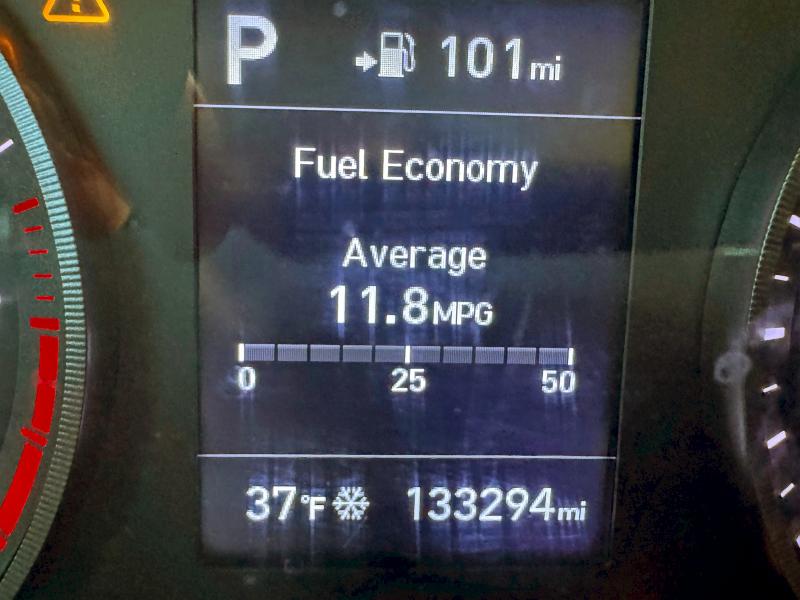 P 101mi
Fuel Economy
Average
11.8MPG
0 25 50
37°F 133294mi